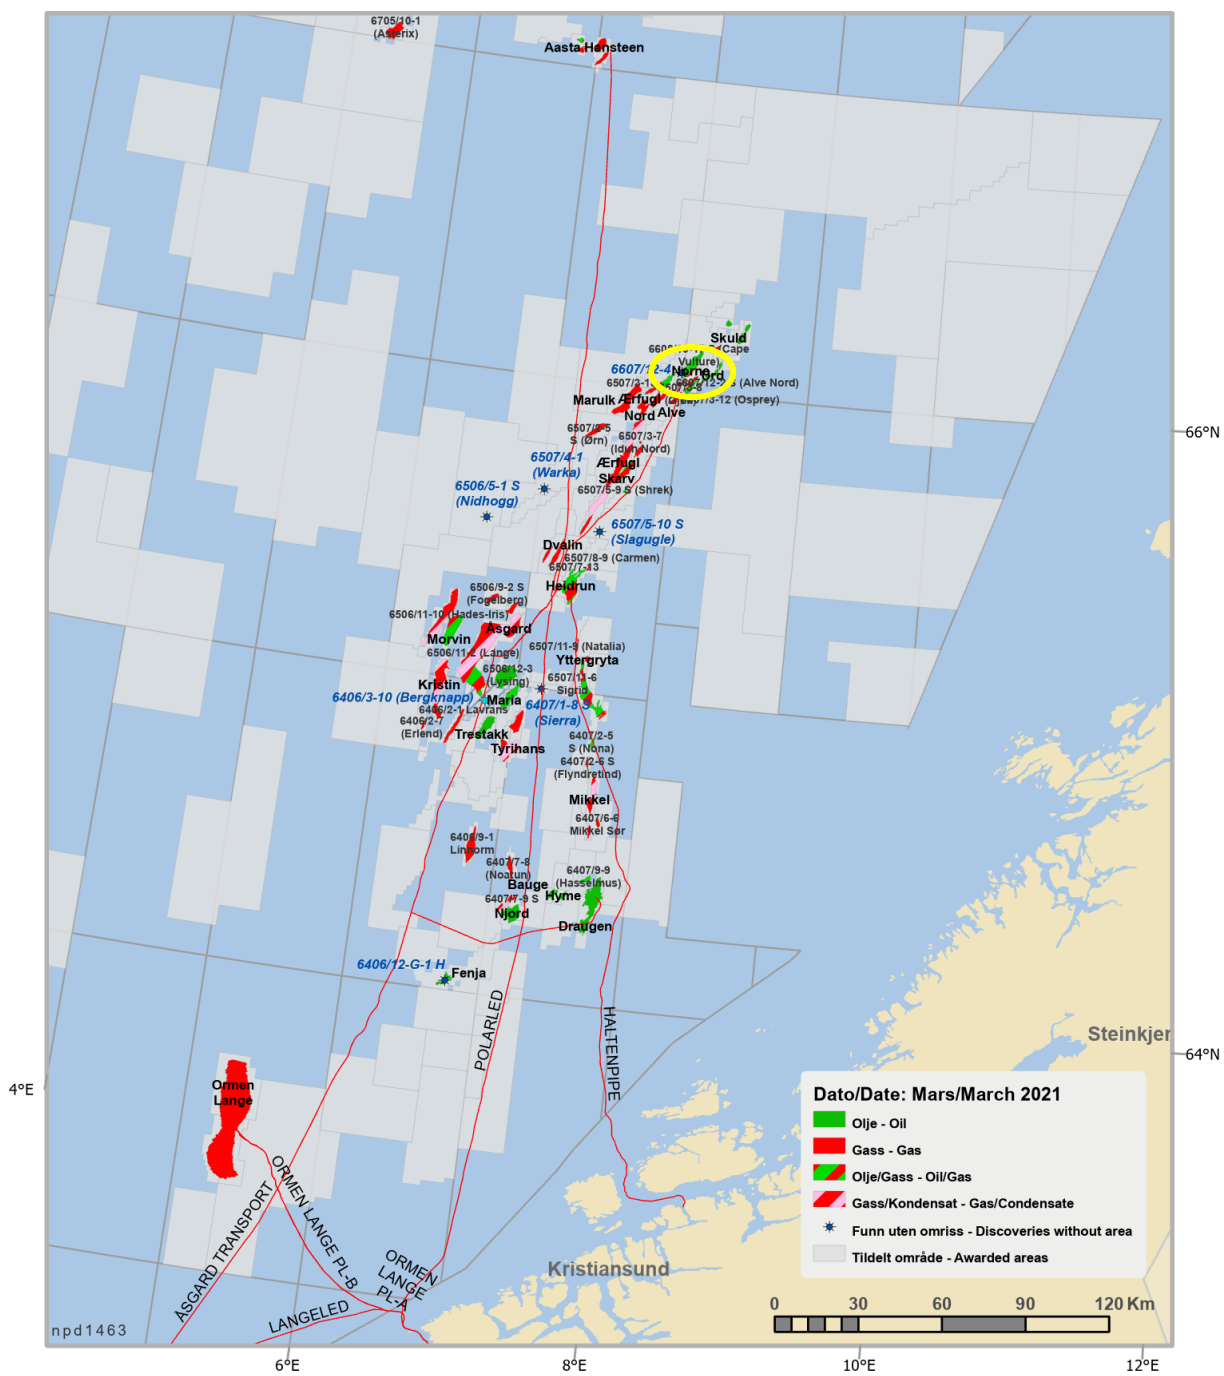 6705/10-1
(Asterix)
Aasta Hansteen
Skuld
(Cape
Vulture)
6607/12-4
Norne
Urd
(Alve Nord)
6507/3-12 (Osprey)
Marulk
Ærfugl
Nord
Alve
S (Ørn)
6507/3-7
(Idun Nord)
6507/4-1
(Warka)
Ærfugl
Skarv
6507/5-9 S (Shrek)
6506/5-1 S
(Nidhogg)
6507/5-10 S
(Slagugle)
Dvalin
6507/8-9 (Carmen)
6507/7-13
Heidrun
6506/9-2 S
(Fogelberg)
6506/11-10 (Hades-Iris)
Åsgard
Morvin
6506/11-2 (Lange)
6507/11-9 (Natalia)
Yttergryta
6506/12-3
(Lysing)
6507/11-6
Sigrid
Kristin
6406/3-10 (Bergknapp)
Maria
6406/2-1 Lavrans
6407/1-8 S
(Sierra)
6406/2-7
(Erlend)
Trestakk
Tyrihans
6407/2-5
S (Nona)
6407/2-6 S
(Flyndretind)
Mikkel
6407/6-6
Mikkel Sør
6406/9-1
Linnorm
6407/7-8
(Noatun)
6407/9-9
(Hasselmus)
Bauge
Hyme
6407/7-9 S
Njord
Draugen
6406/12-G-1 H
Fenja
POLARLED
HALTENPIPE
Ormen
Lange
ORMEN LANGE PL-B
ÅSGARD TRANSPORT
ORMEN
LANGE
PL-A
LANGELED
Kristiansund
Steinkjer
66°N
64°N
4°E
6°E
8°E
10°E
12°E
Dato/Date: Mars/March 2021
Olje - Oil
Gass - Gas
Olje/Gass - Oil/Gas
Gass/Kondensat - Gas/Condensate
Funn uten omriss - Discoveries without area
Tildelt område - Awarded areas
0 30 60 90 120 Km
npd1463